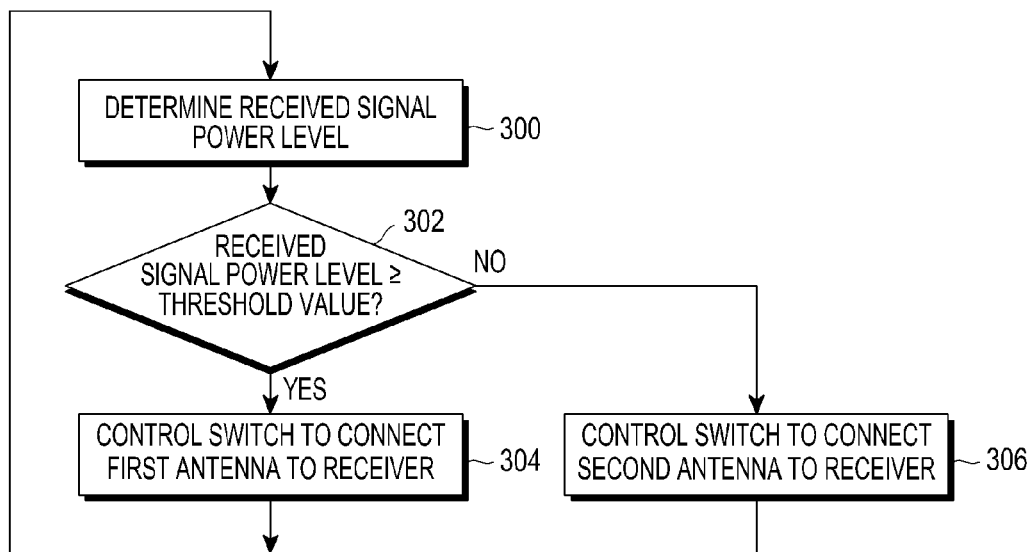 DETERMINE RECEIVED SIGNAL
POWER LEVEL
300
302
RECEIVED
SIGNAL POWER LEVEL ≥
THRESHOLD VALUE?
NO
YES
CONTROL SWITCH TO CONNECT
FIRST ANTENNA TO RECEIVER
304
CONTROL SWITCH TO CONNECT
SECOND ANTENNA TO RECEIVER
306